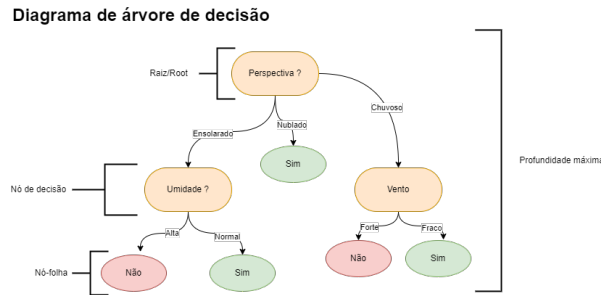 Diagrama de árvore de decisão
Raiz/Root
Perspectiva ?
Ensolarado
Nublado
Chuvoso
Sim
Profundidade máxima
Nó de decisão
Umidade ?
Vento
Alta
Normal
Forte
Fraco
Nó-folha
Não
Sim
Não
Sim